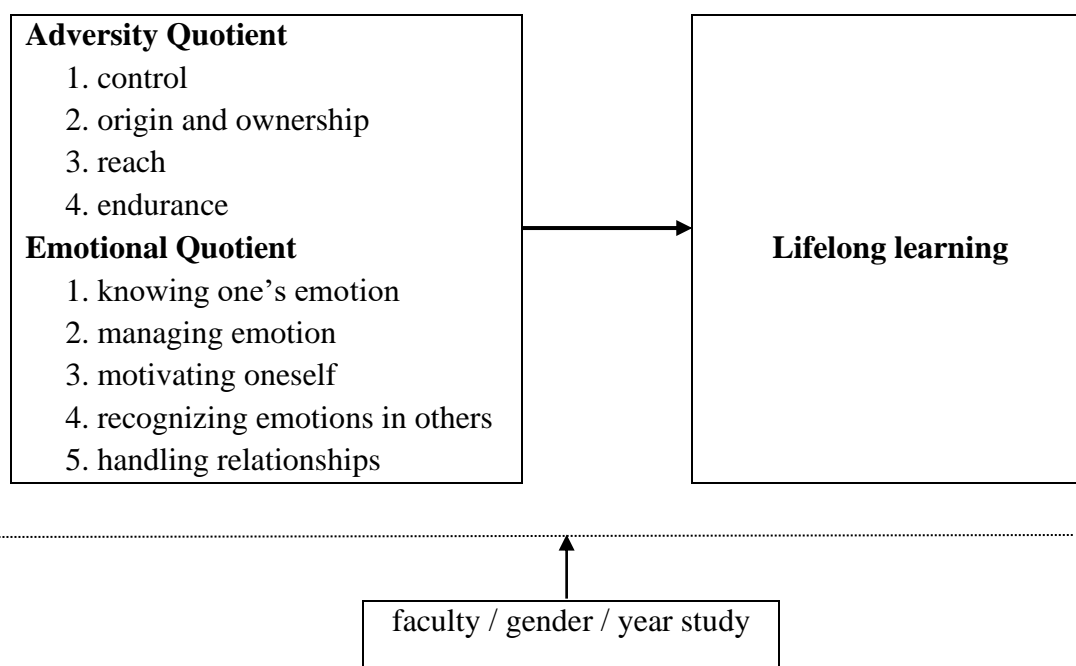 Adversity Quotient
1. control
2. origin and ownership
3. reach
4. endurance
Emotional Quotient
1. knowing one’s emotion
2. managing emotion
3. motivating oneself
4. recognizing emotions in others
5. handling relationships
Lifelong learning
faculty / gender / year study